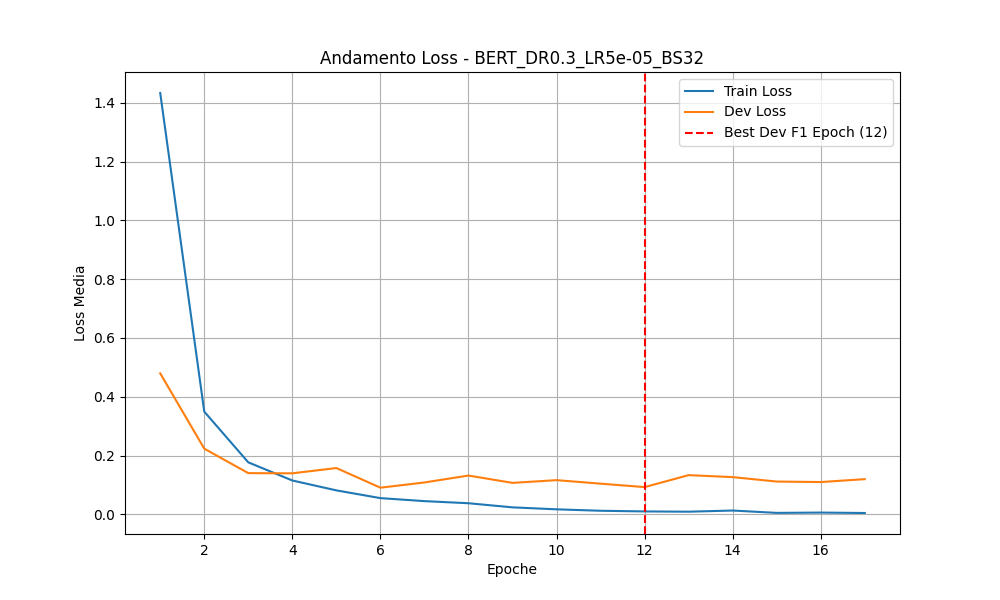 Andamento Loss - BERT_DR0.3_LR5e-05_BS32
Train Loss
Dev Loss
Best Dev F1 Epoch (12)
Loss Media
1.4
1.2
1.0
0.8
0.6
0.4
0.2
0.0
2 4 6 8 10 12 14 16
Epoche